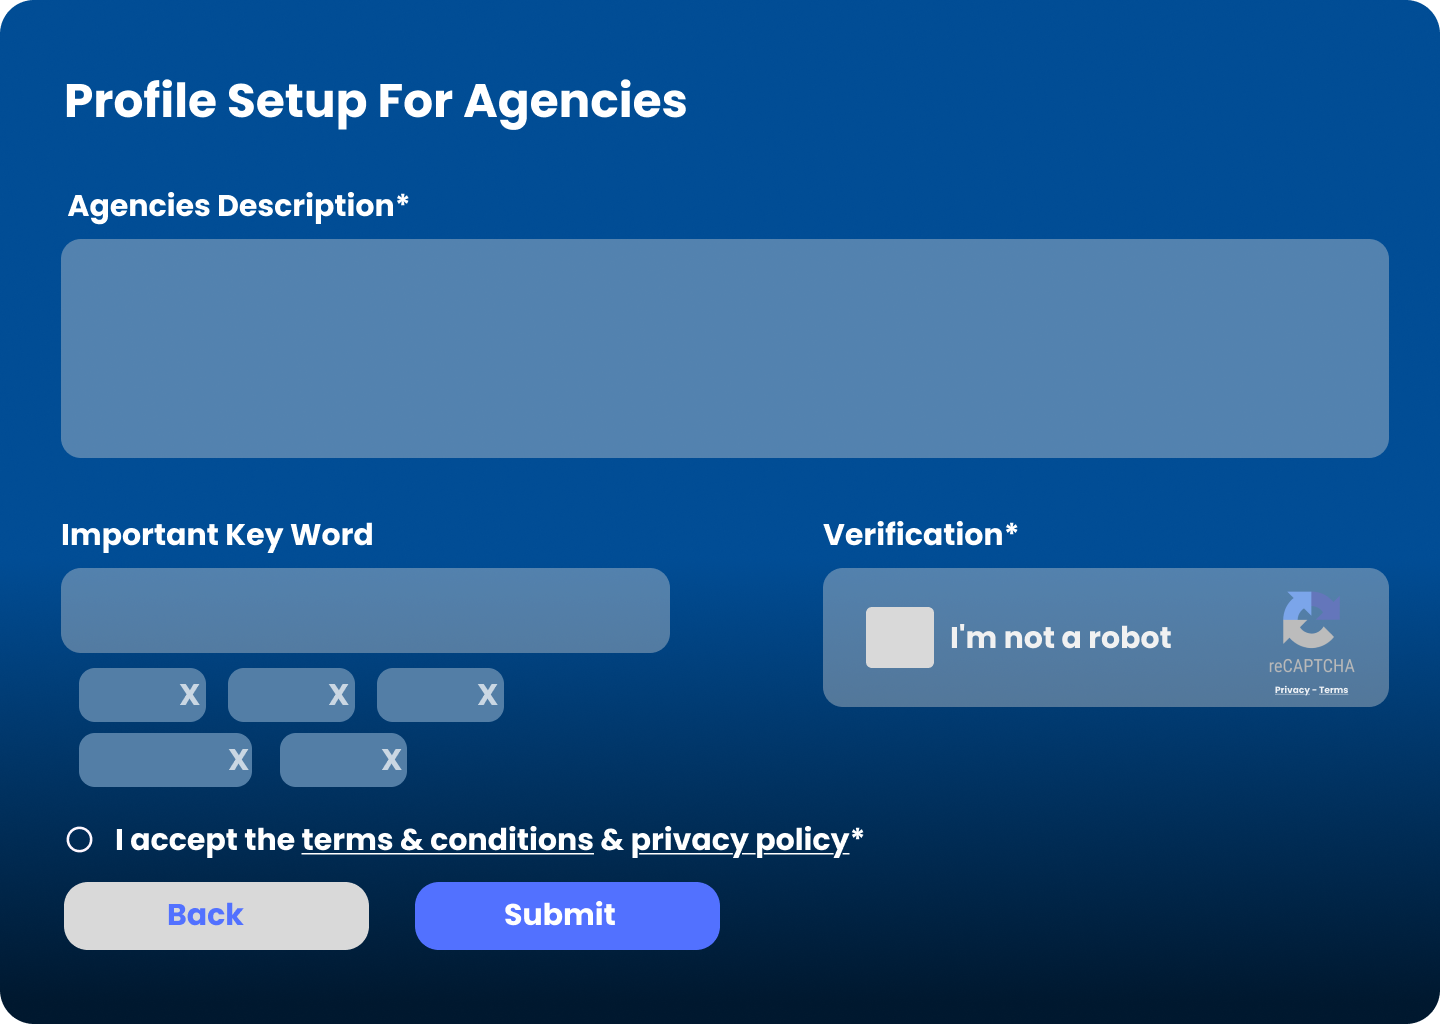 Profile Setup For Agencies
Agencies Description*
Important Key Word
Verification*
I'm not a robot
reCAPTCHA
Privacy - Terms
X X X
X X
I accept the terms & conditions & privacy policy*
Back Submit